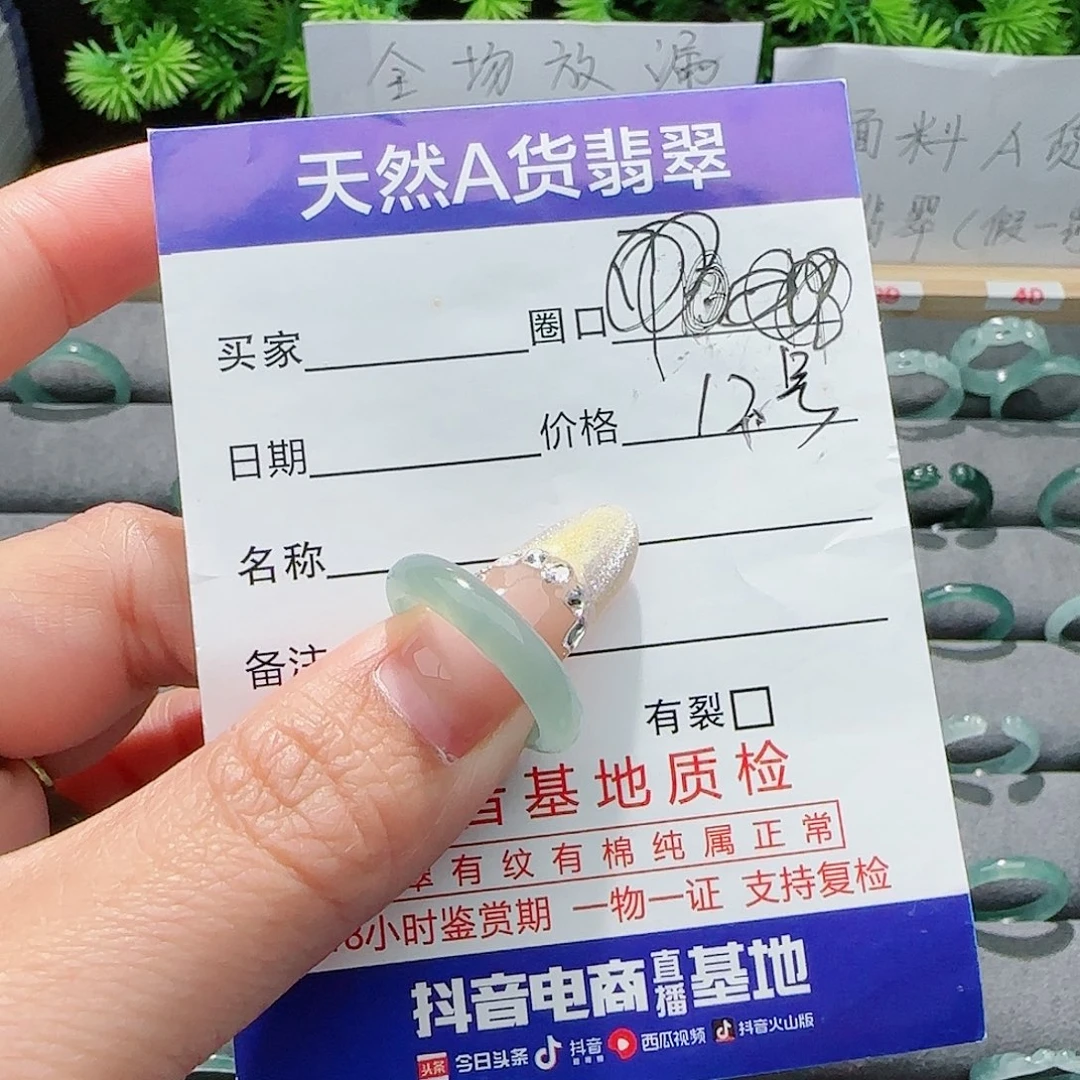 全场放漏
面料A货
翡翠(假一
天然A货翡翠
买家 圈口
日期 价格 12号
名称
备注
有裂□
基地质检
翠有纹有棉纯属正常
8小时鉴赏期 一物一证 支持复检
抖音电商直播基地
头条 今日头条 抖音 西瓜视频 抖音火山版